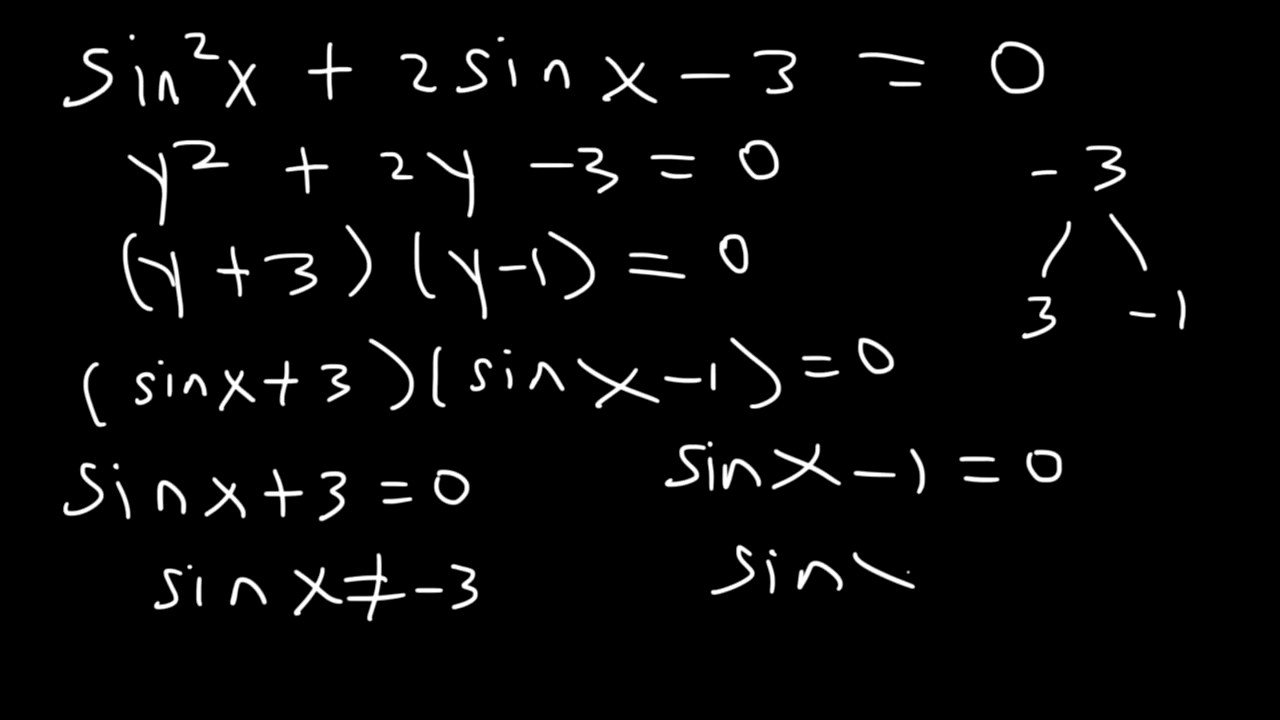 sin²x + 2sinx - 3 = 0
y² + 2y - 3 = 0
- 3
(y + 3)(y - 1) = 0
3 -1
(sinx + 3)(sinx - 1) = 0
sinx + 3 = 0
sinx - 1 = 0
sinx ≠ -3
sin